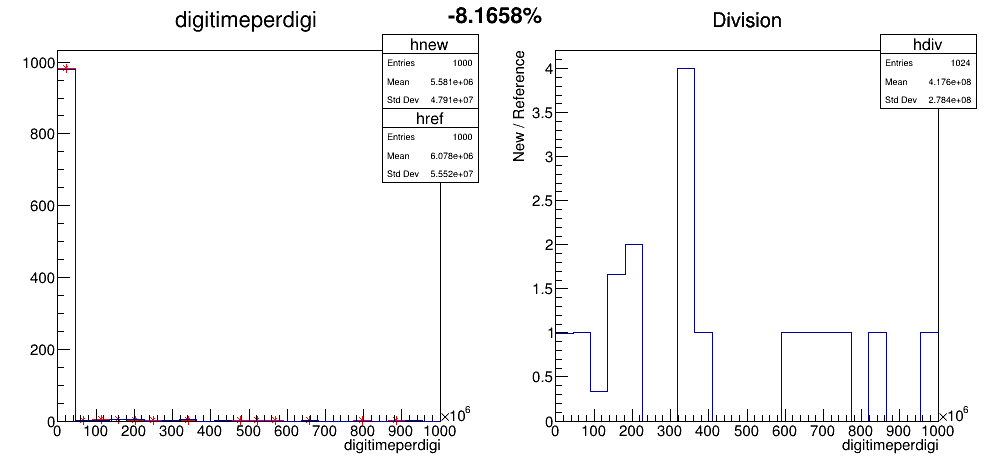 -8.1658%
digitimeperdigi
hnew
Entries 1000
Mean 5.581e+06
Std Dev 4.791e+07
href
Entries 1000
Mean 6.078e+06
Std Dev 5.552e+07
1000
800
600
400
200
0
0 100 200 300 400 500 600 700 800 900 1000
×10⁶
digitimeperdigi
Division
hdiv
Entries 1024
Mean 4.176e+08
Std Dev 2.784e+08
New / Reference
4
3.5
3
2.5
2
1.5
1
0.5
0
0 100 200 300 400 500 600 700 800 900 1000
×10⁶
digitimeperdigi